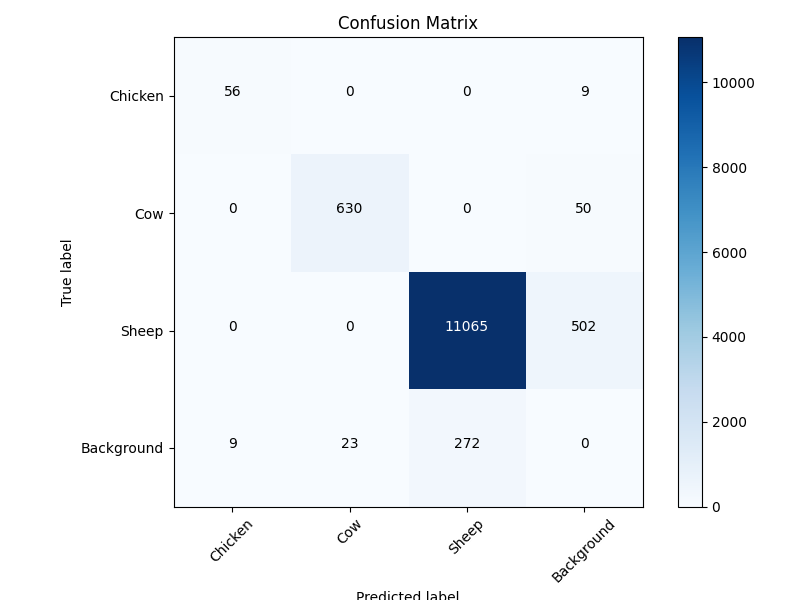 Confusion Matrix
Chicken 56 0 0 9
Cow 0 630 0 50
Sheep 0 0 11065 502
Background 9 23 272 0
True label
Chicken Cow Sheep Background
Predicted label
10000
8000
6000
4000
2000
0